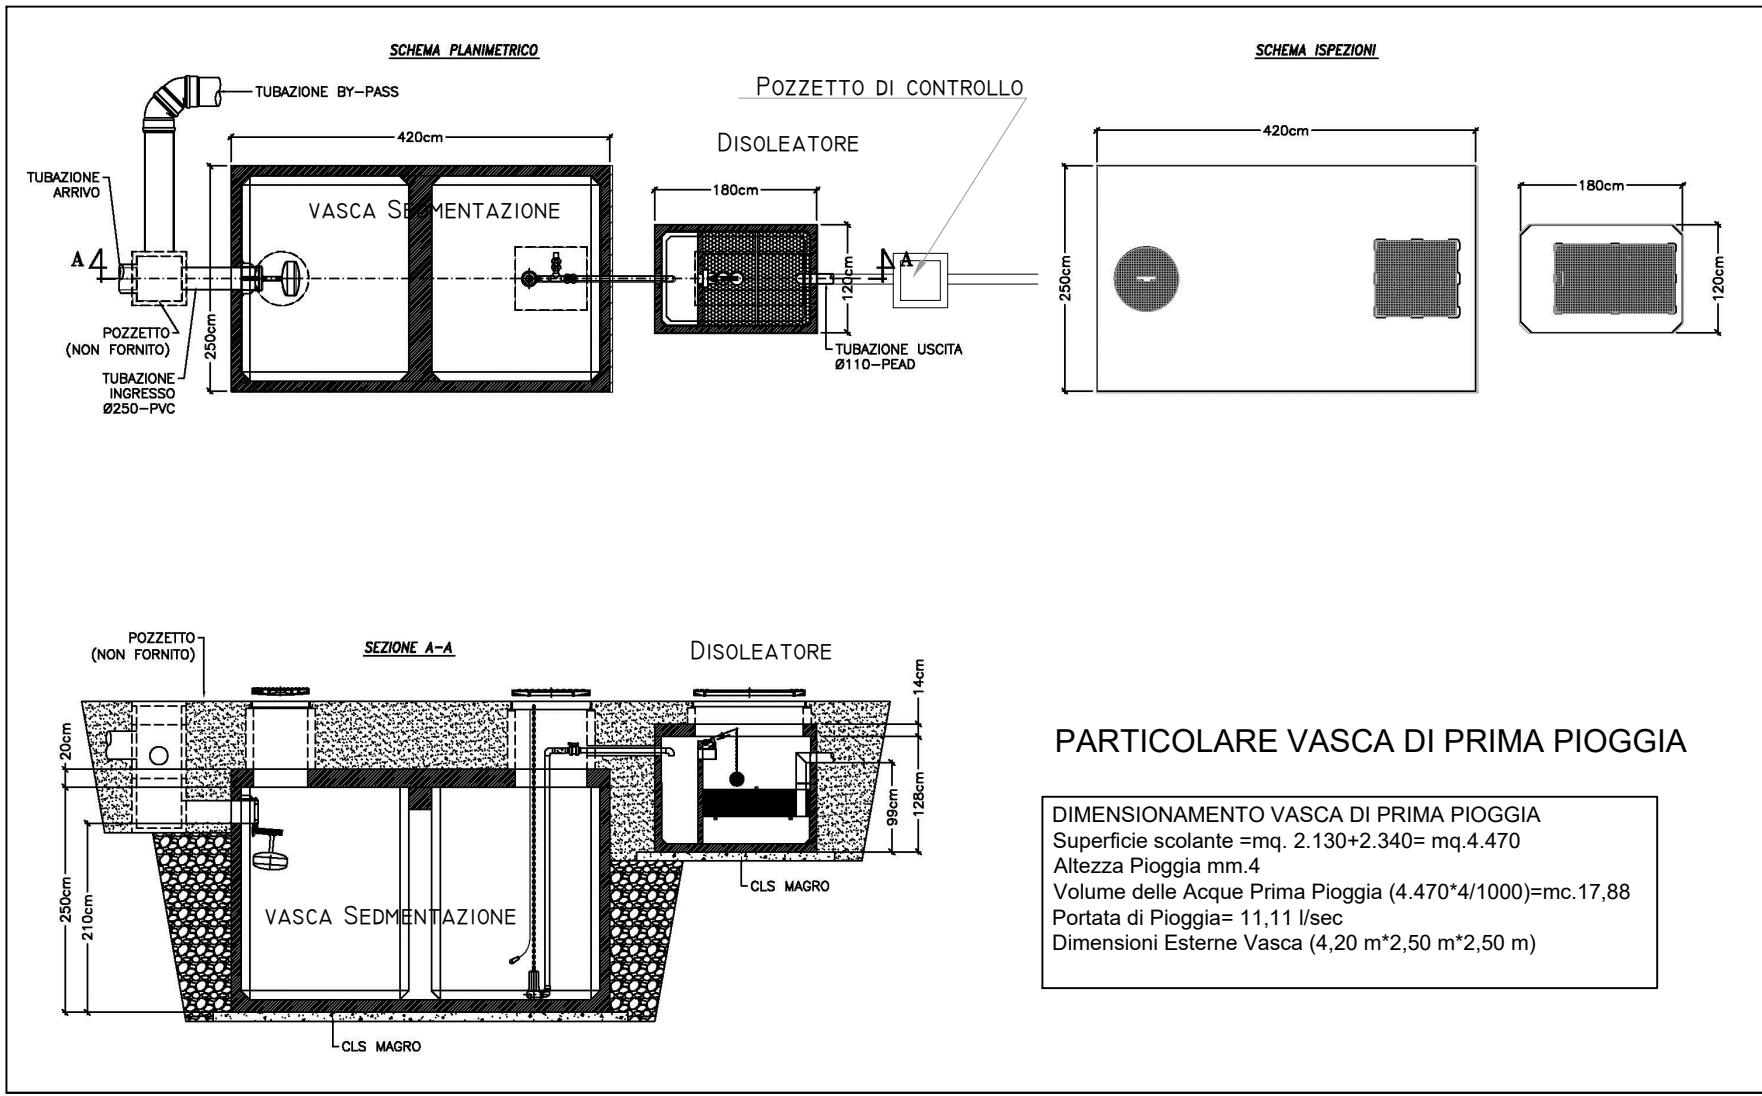 SCHEMA PLANIMETRICO
SCHEMA ISPEZIONI
TUBAZIONE BY-PASS
POZZETTO DI CONTROLLO
420cm
DISOLEATORE
420cm
TUBAZIONE
ARRIVO
180cm
180cm
VASCA SEDMENTAZIONE
A
A
250cm
120cm
250cm
120cm
POZZETTO
(NON FORNITO)
TUBAZIONE
INGRESSO
Ø250-PVC
TUBAZIONE USCITA
Ø110-PEAD
POZZETTO
(NON FORNITO)
SEZIONE A-A
DISOLEATORE
14cm
20cm
99cm
128cm
250cm
210cm
VASCA SEDMENTAZIONE
CLS MAGRO
CLS MAGRO
PARTICOLARE VASCA DI PRIMA PIOGGIA
DIMENSIONAMENTO VASCA DI PRIMA PIOGGIA
Superficie scolante =mq. 2.130+2.340= mq.4.470
Altezza Pioggia mm.4
Volume delle Acque Prima Pioggia (4.470*4/1000)=mc.17,88
Portata di Pioggia= 11,11 l/sec
Dimensioni Esterne Vasca (4,20 m*2,50 m*2,50 m)